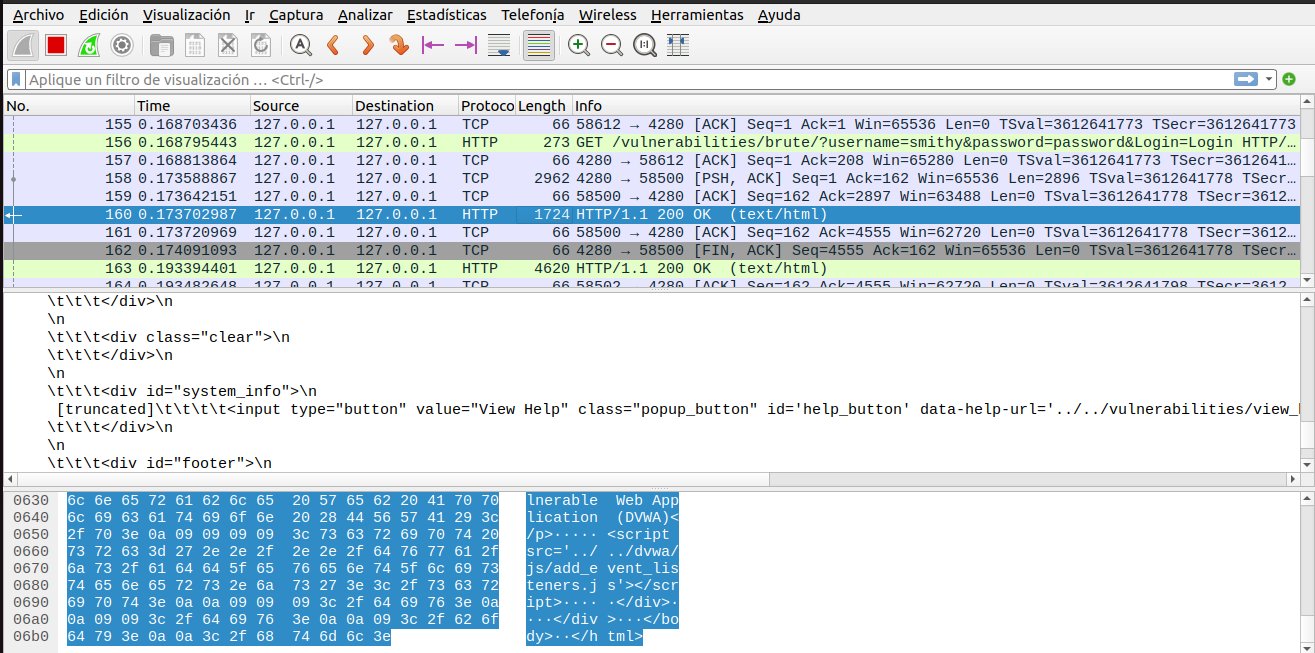 Archivo Edición Visualización Ir Captura Analizar Estadísticas Telefonía Wireless Herramientas Ayuda
Aplique un filtro de visualización … <Ctrl-/>
No. Time Source Destination Protoco Length Info
155 0.168703436 127.0.0.1 127.0.0.1 TCP 66 58612 → 4280 [ACK] Seq=1 Ack=1 Win=65536 Len=0 TSval=3612641773 TSecr=3612641773
156 0.168795443 127.0.0.1 127.0.0.1 HTTP 273 GET /vulnerabilities/brute/?username=smithy&password=password&Login=Login HTTP/…
157 0.168813864 127.0.0.1 127.0.0.1 TCP 66 4280 → 58612 [ACK] Seq=1 Ack=208 Win=65280 Len=0 TSval=3612641773 TSecr=3612641…
158 0.173588867 127.0.0.1 127.0.0.1 TCP 2962 4280 → 58500 [PSH, ACK] Seq=1 Ack=162 Win=65536 Len=2896 TSval=3612641778 TSecr…
159 0.173642151 127.0.0.1 127.0.0.1 TCP 66 58500 → 4280 [ACK] Seq=162 Ack=2897 Win=63488 Len=0 TSval=3612641778 TSecr=3612…
160 0.173702987 127.0.0.1 127.0.0.1 HTTP 1724 HTTP/1.1 200 OK (text/html)
161 0.173720969 127.0.0.1 127.0.0.1 TCP 66 58500 → 4280 [ACK] Seq=162 Ack=4555 Win=62720 Len=0 TSval=3612641778 TSecr=3612…
162 0.174091093 127.0.0.1 127.0.0.1 TCP 66 4280 → 58500 [FIN, ACK] Seq=4555 Ack=162 Win=65536 Len=0 TSval=3612641778 TSecr…
163 0.193394401 127.0.0.1 127.0.0.1 HTTP 4620 HTTP/1.1 200 OK (text/html)
164 0.193482648 127.0.0.1 127.0.0.1 TCP 66 58502 → 4280 [ACK] Seq=162 Ack=4555 Win=62720 Len=0 TSval=3612641798 TSecr=3612…
\t\t\t</div>\n
\n
\t\t\t<div class="clear">\n
\t\t\t</div>\n
\n
\t\t\t<div id="system_info">\n
[truncated]\t\t\t\t<input type="button" value="View Help" class="popup_button" id='help_button' data-help-url='../../vulnerabilities/view_
\t\t\t</div>\n
\n
\t\t\t<div id="footer">\n
0630 6c 6e 65 72 61 62 6c 65 20 57 65 62 20 41 70 70 lnerable Web App
0640 6c 69 63 61 74 69 6f 6e 20 28 44 56 57 41 29 3c lication (DVWA)<
0650 2f 70 3e 0a 09 09 09 09 3c 73 63 72 69 70 74 20 /p>····· <script
0660 73 72 63 3d 27 2e 2e 2f 2e 2e 2f 64 76 77 61 2f src='../ ../dvwa/
0670 6a 73 2f 61 64 64 5f 65 76 65 6e 74 5f 6c 69 73 js/add_e vent_lis
0680 74 65 6e 65 72 73 2e 6a 73 27 3e 3c 2f 73 63 72 teners.j s'></scr
0690 69 70 74 3e 0a 0a 09 09 09 3c 2f 64 69 76 3e 0a ipt>···· ·</div>·
06a0 0a 09 09 3c 2f 64 69 76 3e 0a 0a 09 3c 2f 62 6f ···</div >···</bo
06b0 64 79 3e 0a 0a 3c 2f 68 74 6d 6c 3e dy>··</h tml>